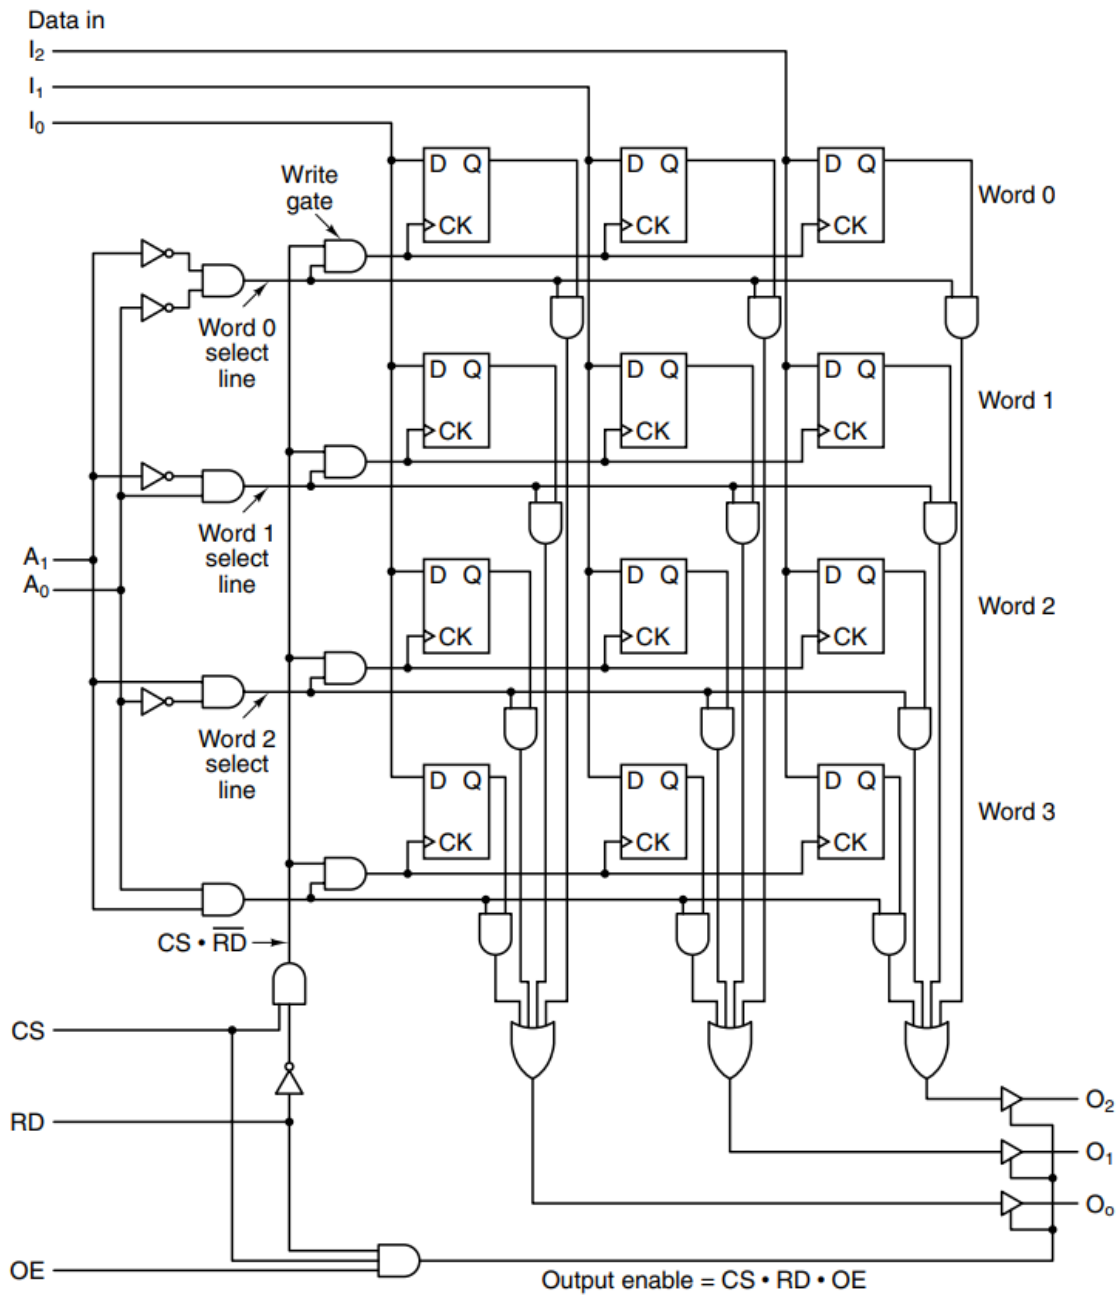 Data in
I₂
I₁
I₀
Write
gate
D Q
CK
D Q
CK
D Q
CK
Word 0
Word 0
select
line
D Q
CK
D Q
CK
D Q
CK
Word 1
Word 1
select
line
A₁
A₀
D Q
CK
D Q
CK
D Q
CK
Word 2
Word 2
select
line
D Q
CK
D Q
CK
D Q
CK
Word 3
CS • R̅D̅
CS
RD
OE
O₂
O₁
Oₒ
Output enable = CS • RD • OE